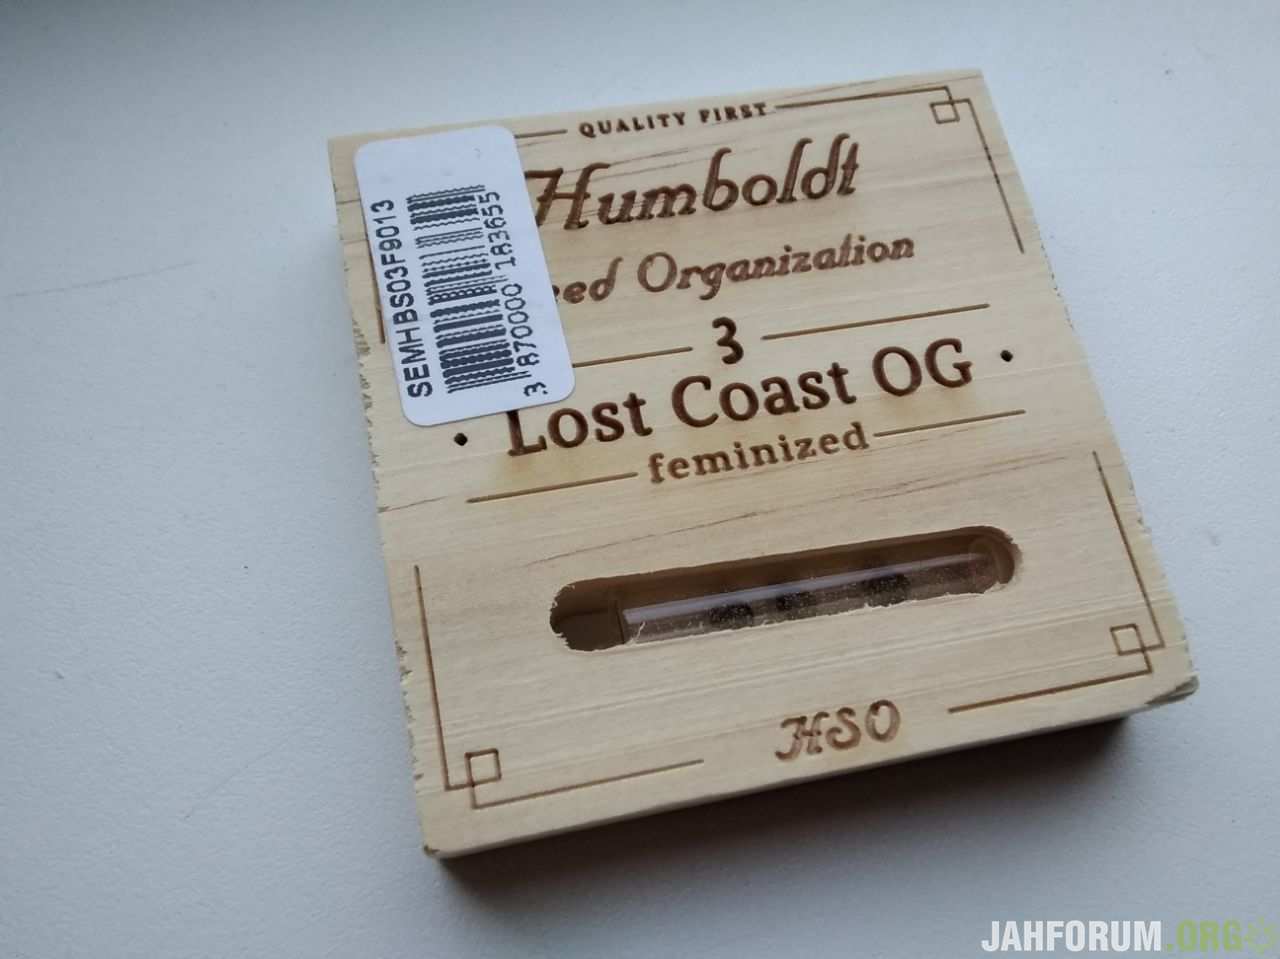 QUALITY FIRST
Humboldt
eed Organization
3
Lost Coast OG
feminized
HSO
SEMHBS03F9013
3 870000 183655
JAHFORUM.ORG